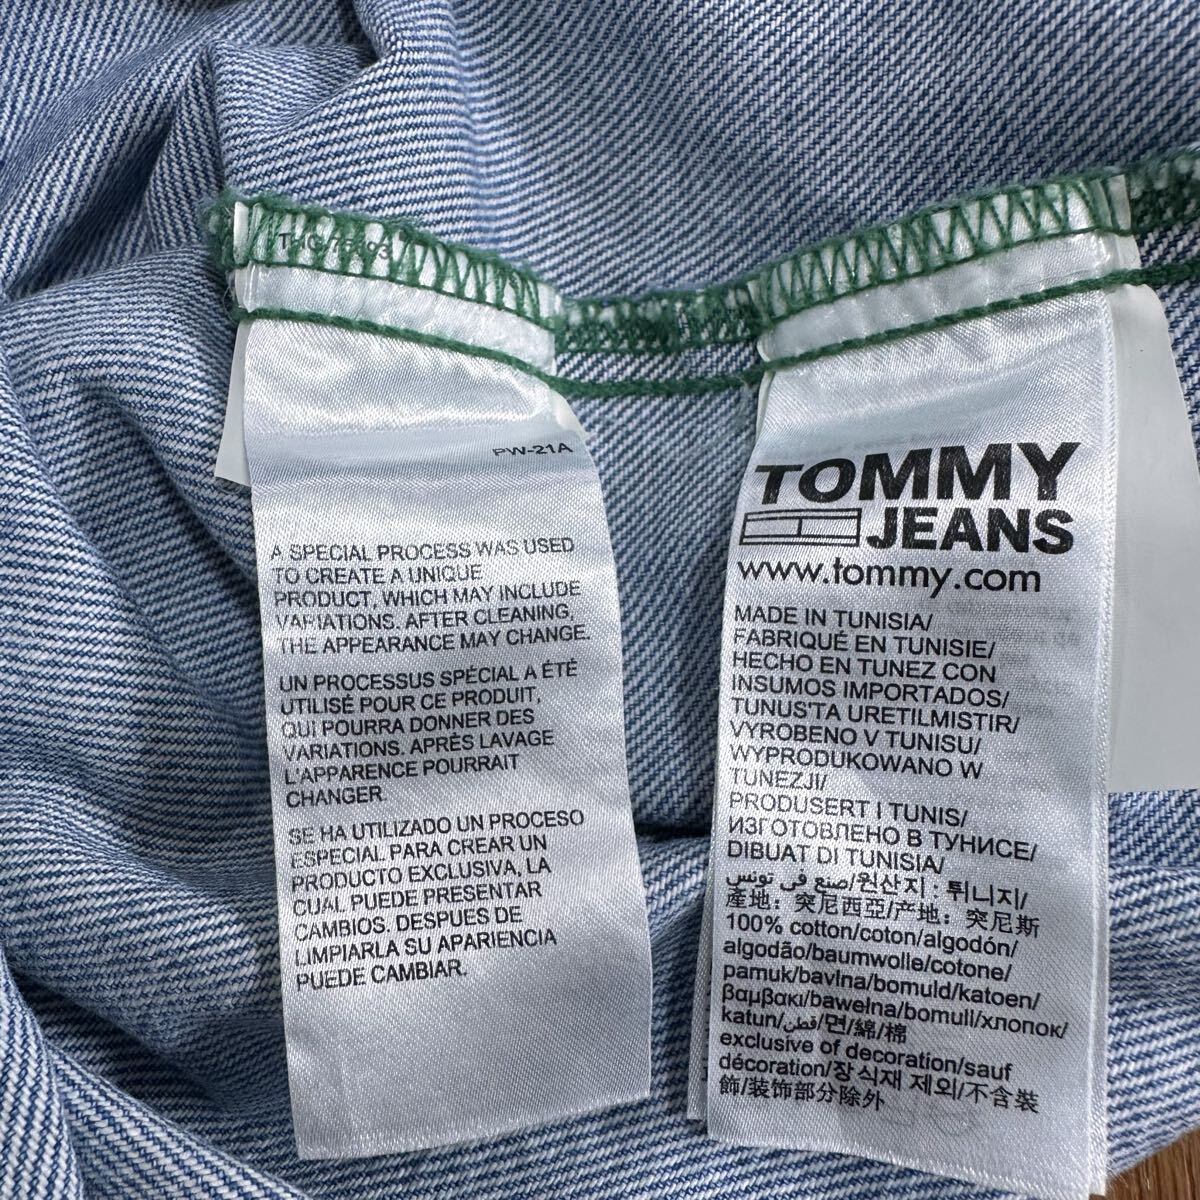 PW-21A
A SPECIAL PROCESS WAS USED
TO CREATE A UNIQUE
PRODUCT, WHICH MAY INCLUDE
VARIATIONS. AFTER CLEANING,
THE APPEARANCE MAY CHANGE.
UN PROCESSUS SPÉCIAL A ÉTÉ
UTILISÉ POUR CE PRODUIT,
QUI POURRA DONNER DES
VARIATIONS. APRÈS LAVAGE
L'APPARENCE POURRAIT
CHANGER.
SE HA UTILIZADO UN PROCESO
ESPECIAL PARA CREAR UN
PRODUCTO EXCLUSIVA, LA
CUAL PUEDE PRESENTAR
CAMBIOS. DESPUES DE
LIMPIARLA SU APARIENCIA
PUEDE CAMBIAR.
TOMMY
JEANS
www.tommy.com
MADE IN TUNISIA/
FABRIQUÉ EN TUNISIE/
HECHO EN TUNEZ CON
INSUMOS IMPORTADOS/
TUNUS'TA URETILMISTIR/
VYROBENO V TUNISU/
WYPRODUKOWANO W
TUNEZJI/
PRODUSERT I TUNIS/
ИЗГОТОВЛЕНО В ТУНИСЕ/
DIBUAT DI TUNISIA/
صنع في تونس/원산지 : 튀니지/
產地：突尼西亞/产地：突尼斯
100% cotton/coton/algodón/
algodão/baumwolle/cotone/
pamuk/bavlna/bomuld/katoen/
βαμβακι/bawełna/bomull/хлопок/
katun/قطن/면/綿/棉
exclusive of decoration/sauf
décoration/장식재 제외/不含裝
飾/装饰部分除外